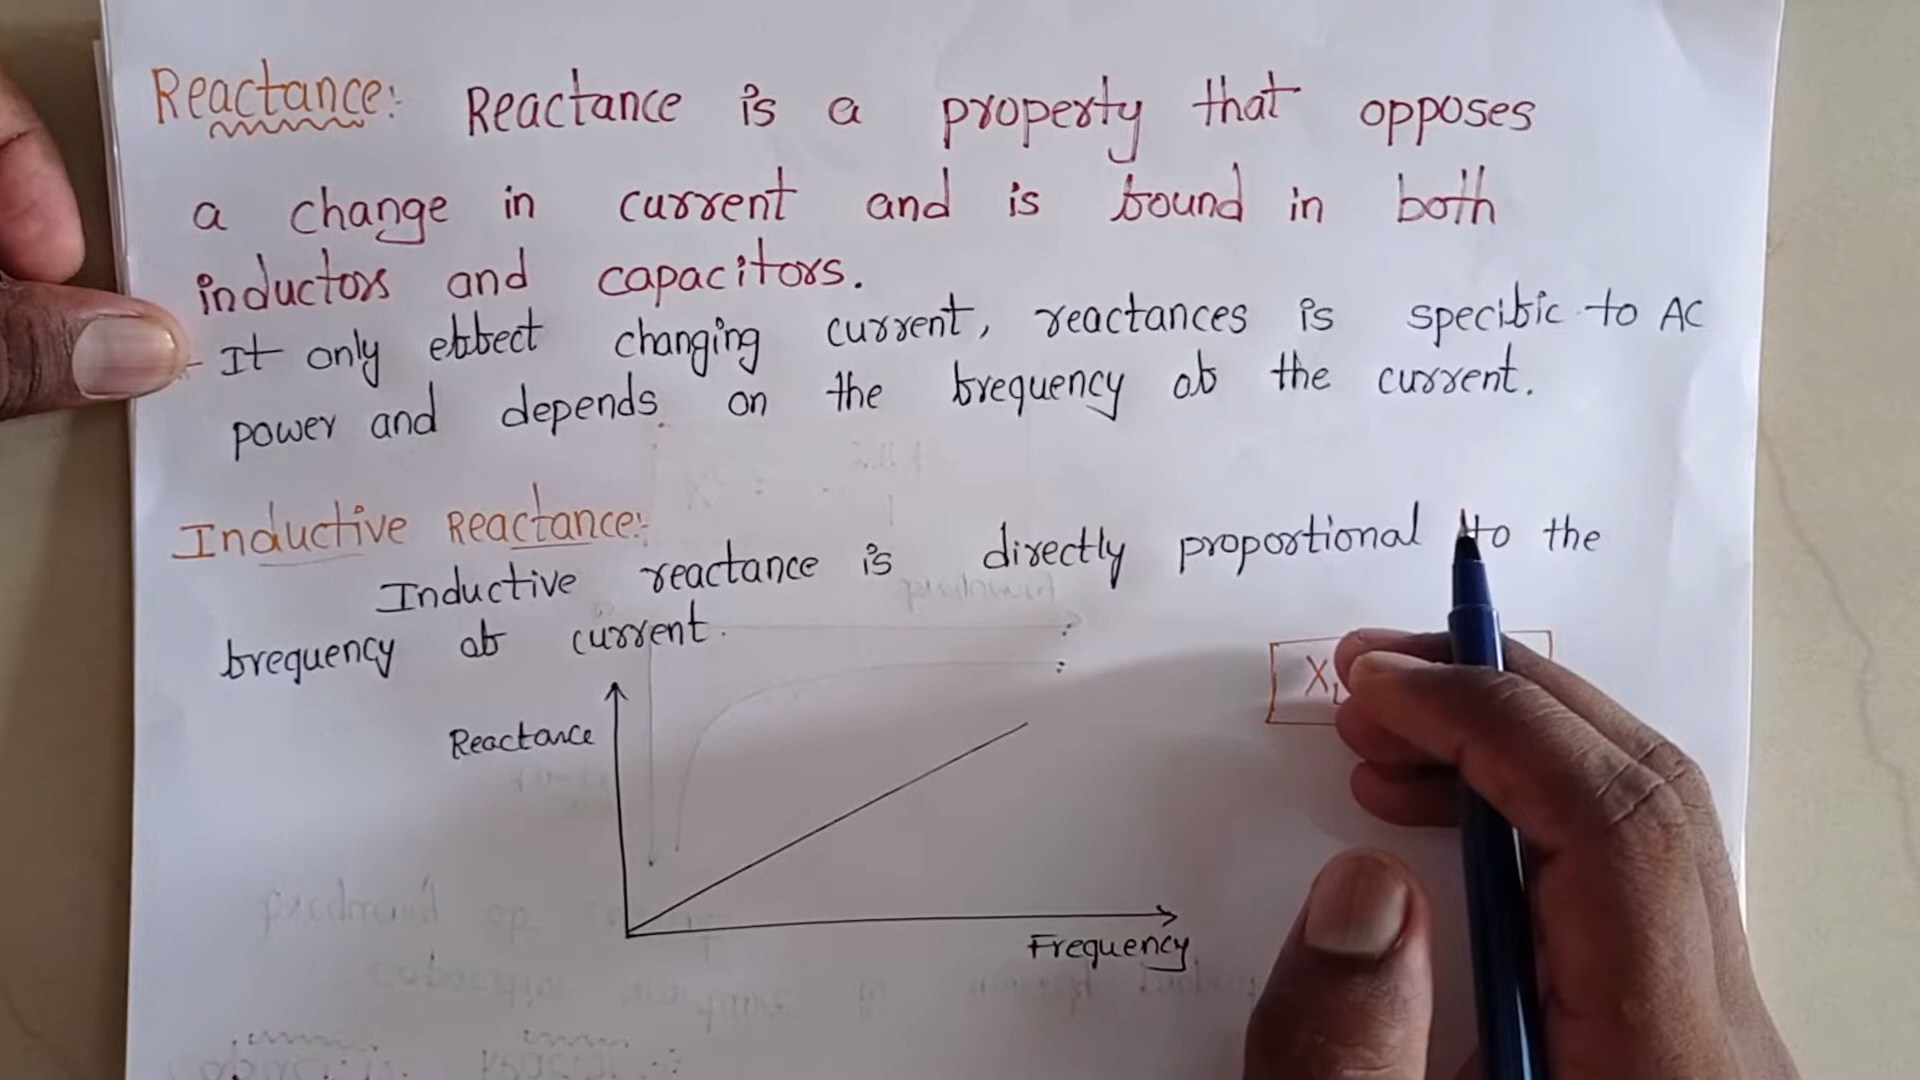 Reactance: Reactance is a property that opposes
a change in current and is found in both
inductors and capacitors.
- It only effect changing current, reactances is specific to AC
power and depends on the frequency of the current.
Inductive Reactance:
Inductive reactance is directly proportional to the
frequency of current.
Reactance
XL
Frequency